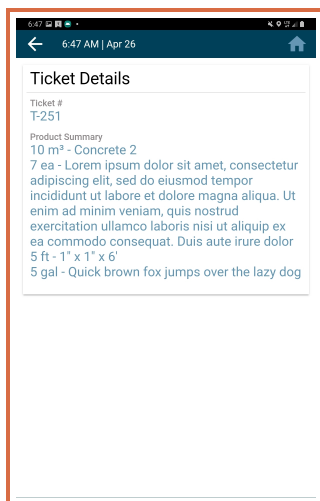 6:47
6:47 AM | Apr 26
Ticket Details
Ticket #
T-251
Product Summary
10 m³ - Concrete 2
7 ea - Lorem ipsum dolor sit amet, consectetur
adipiscing elit, sed do eiusmod tempor
incididunt ut labore et dolore magna aliqua. Ut
enim ad minim veniam, quis nostrud
exercitation ullamco laboris nisi ut aliquip ex
ea commodo consequat. Duis aute irure dolor
5 ft - 1" x 1" x 6'
5 gal - Quick brown fox jumps over the lazy dog